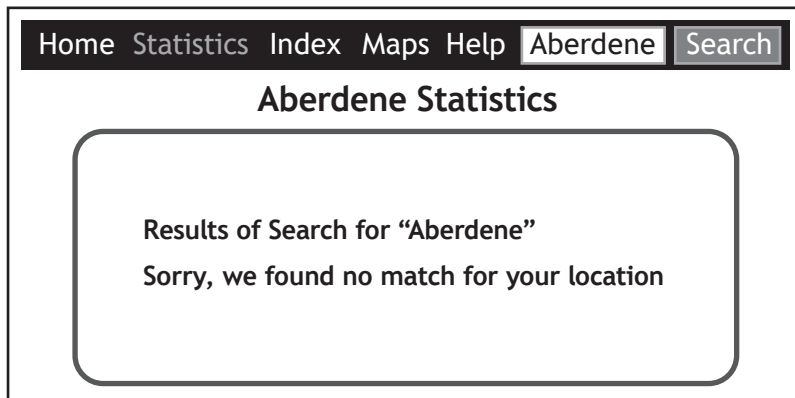 Home Statistics Index Maps Help Aberdene Search
Aberdene Statistics
Results of Search for “Aberdene”
Sorry, we found no match for your location